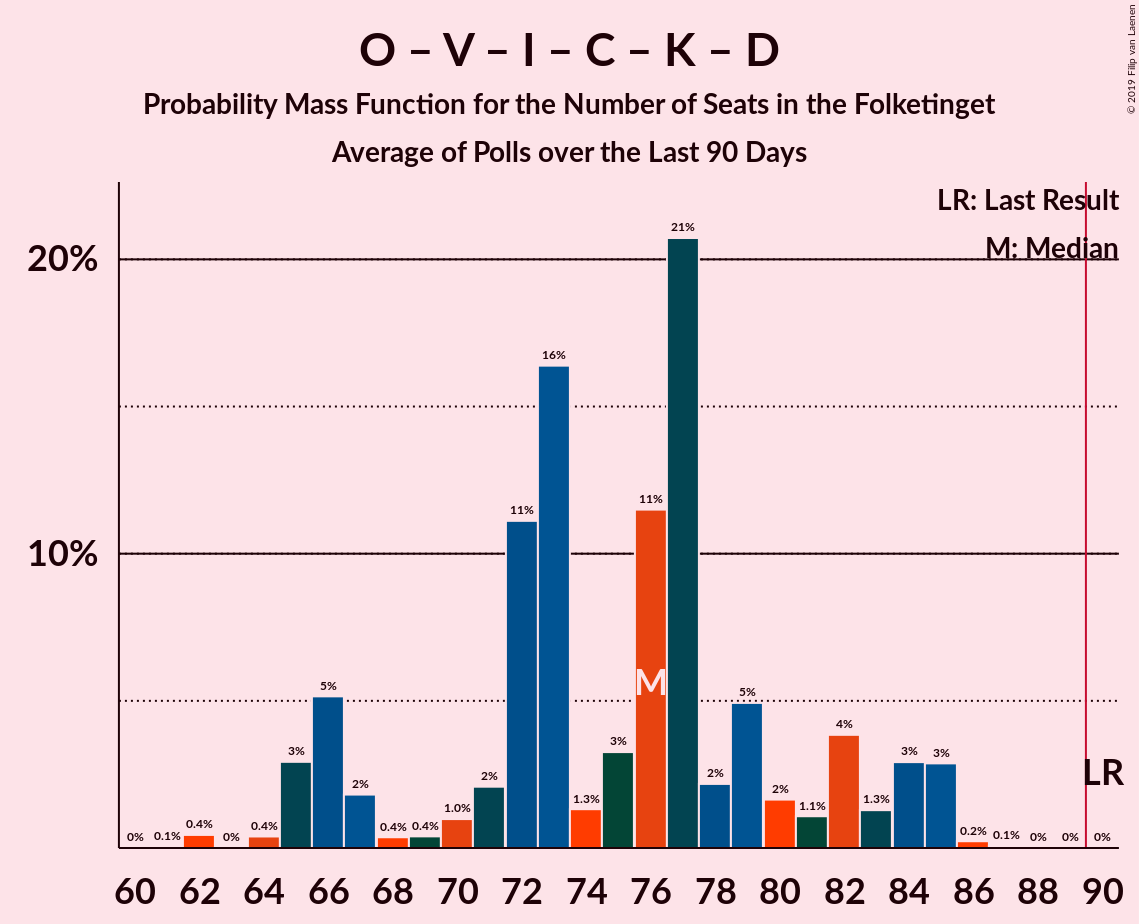 O – V – I – C – K – D
Probability Mass Function for the Number of Seats in the Folketinget
Average of Polls over the Last 90 Days
© 2019 Filip van Laenen
LR: Last Result
M: Median
20%
10%
0% 0.1% 0.4% 0% 0.4% 3% 5% 2% 0.4% 0.4% 1.0% 2% 11% 16% 1.3% 3% 11% 21% 2% 5% 2% 1.1% 4% 1.3% 3% 3% 0.2% 0.1% 0% 0% 0%
M
LR
60 62 64 66 68 70 72 74 76 78 80 82 84 86 88 90